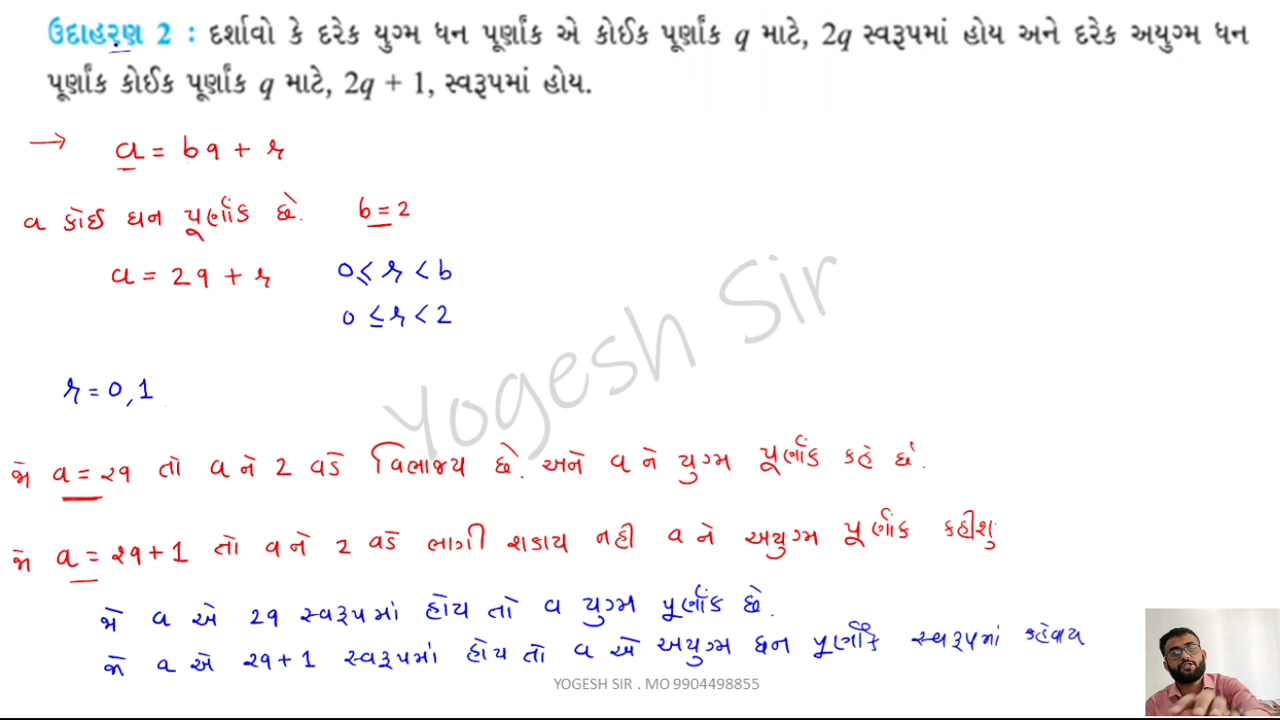 ઉદાહરણ 2 : દર્શાવો કે દરેક યુગ્મ ધન પૂર્ણાંક એ કોઈક પૂર્ણાંક q માટે, 2q સ્વરૂપમાં હોય અને દરેક અયુગ્મ ધન
પૂર્ણાંક કોઈક પૂર્ણાંક q માટે, 2q + 1, સ્વરૂપમાં હોય.
→ a = bq + r
a કોઈ ધન પૂર્ણાંક છે. b = 2
a = 2q + r 0 ≤ r < b
0 ≤ r < 2
Yogesh Sir
r = 0, 1
જો a = 2q તો a ને 2 વડે વિભાજય છે. અને a ને યુગ્મ પૂર્ણાંક કહે છે.
જો a = 2q + 1 તો a ને 2 વડે ભાગી શકાય નહી a ને અયુગ્મ પૂર્ણાંક કહીશુ
જો a એ 2q સ્વરૂપમાં હોય તો a યુગ્મ પૂર્ણાંક છે.
જો a એ 2q + 1 સ્વરૂપમાં હોય તો a એ અયુગ્મ ધન પૂર્ણાંક સ્વરૂપમાં કહેવાય
YOGESH SIR . MO 9904498855